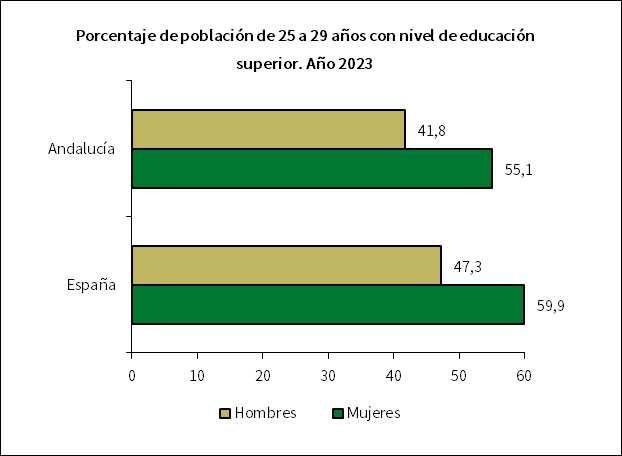 Porcentaje de población de 25 a 29 años con nivel de educación
superior. Año 2023
Andalucía
41,8
55,1
España
47,3
59,9
0 10 20 30 40 50 60
Hombres Mujeres